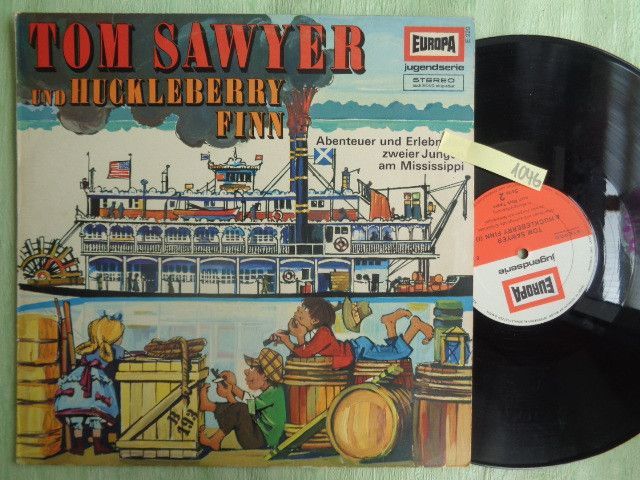 TOM SAWYER
UND HUCKLEBERRY
FINN
EUROPA
jugendserie
STEREO
Abenteuer und Erlebn
zweier Junge
am Mississippi
1046
TOM SAWYER
& HUCKLEBERRY FINN
jugendserie
EUROPA